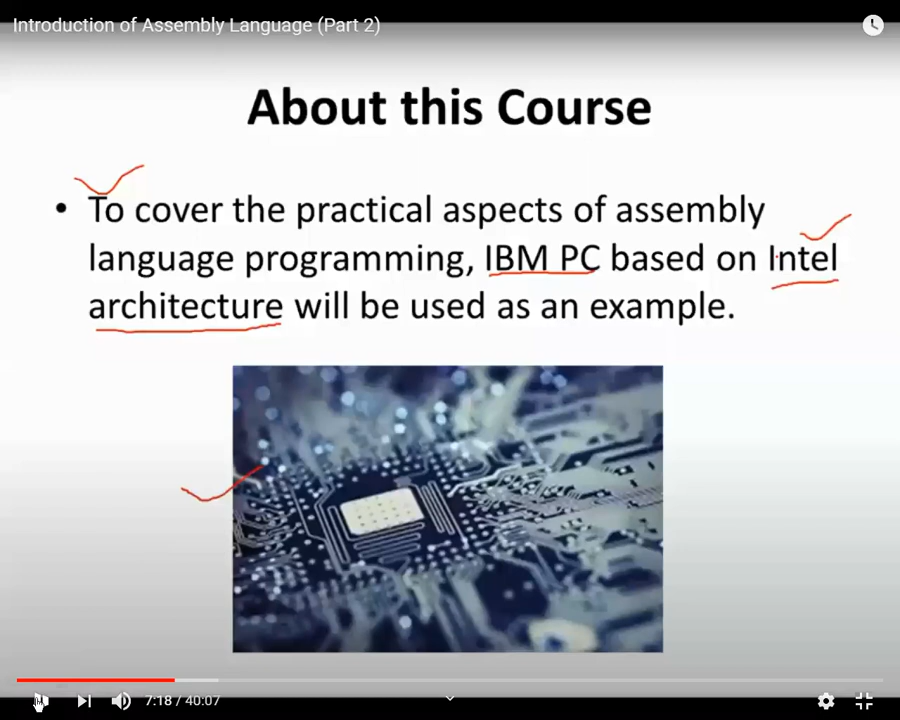 Introduction of Assembly Language (Part 2)
About this Course
• To cover the practical aspects of assembly
language programming, IBM PC based on Intel
architecture will be used as an example.
7:18 / 40:07